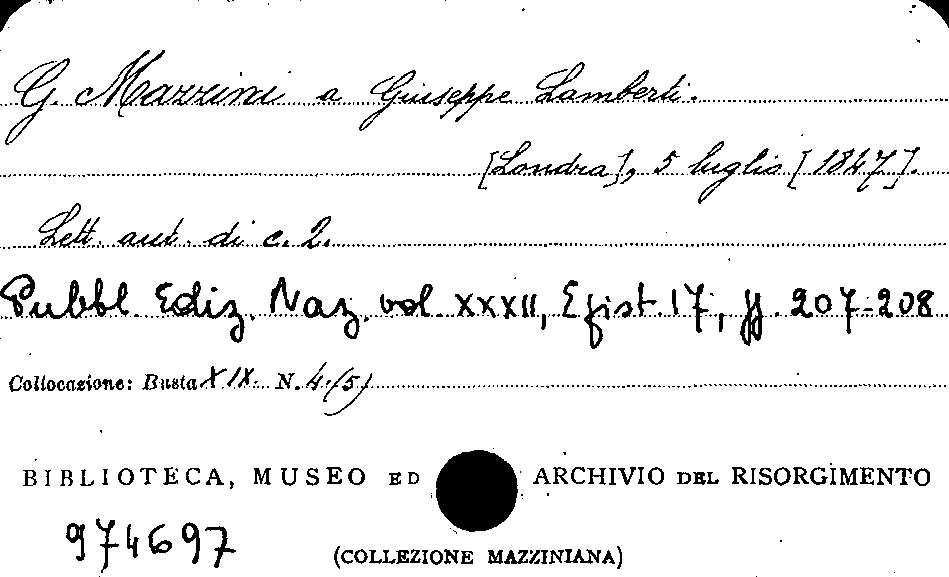 G. Mazzini a Giuseppe Lamberti.
[Londra], 5 luglio [1847].
Lett. aut. di c. 2.
Pubbl. Ediz. Naz. vol. XXXII, Epist. 17, pp. 207-208
Collocazione: Busta XIX. N. 4.(5)
BIBLIOTECA, MUSEO ED ARCHIVIO DEL RISORGIMENTO
974697
(COLLEZIONE MAZZINIANA)